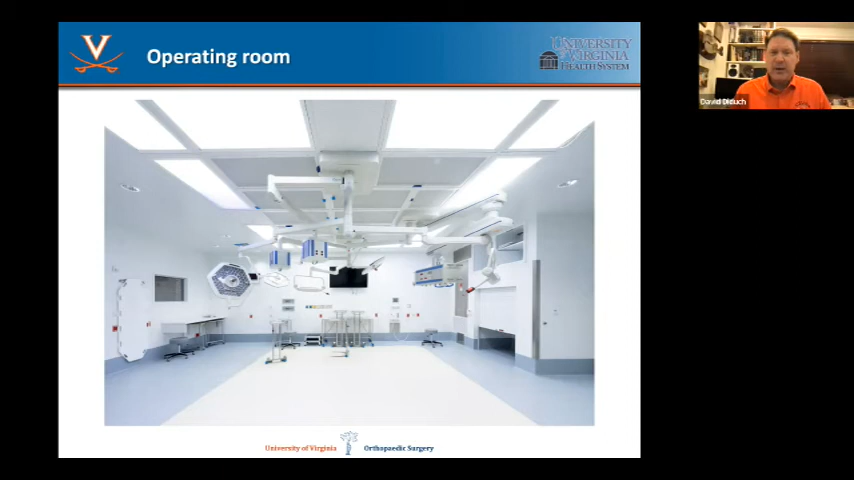 V
Operating room
UNIVERSITY
of VIRGINIA
HEALTH SYSTEM
David Diduch
University of Virginia
Orthopaedic Surgery